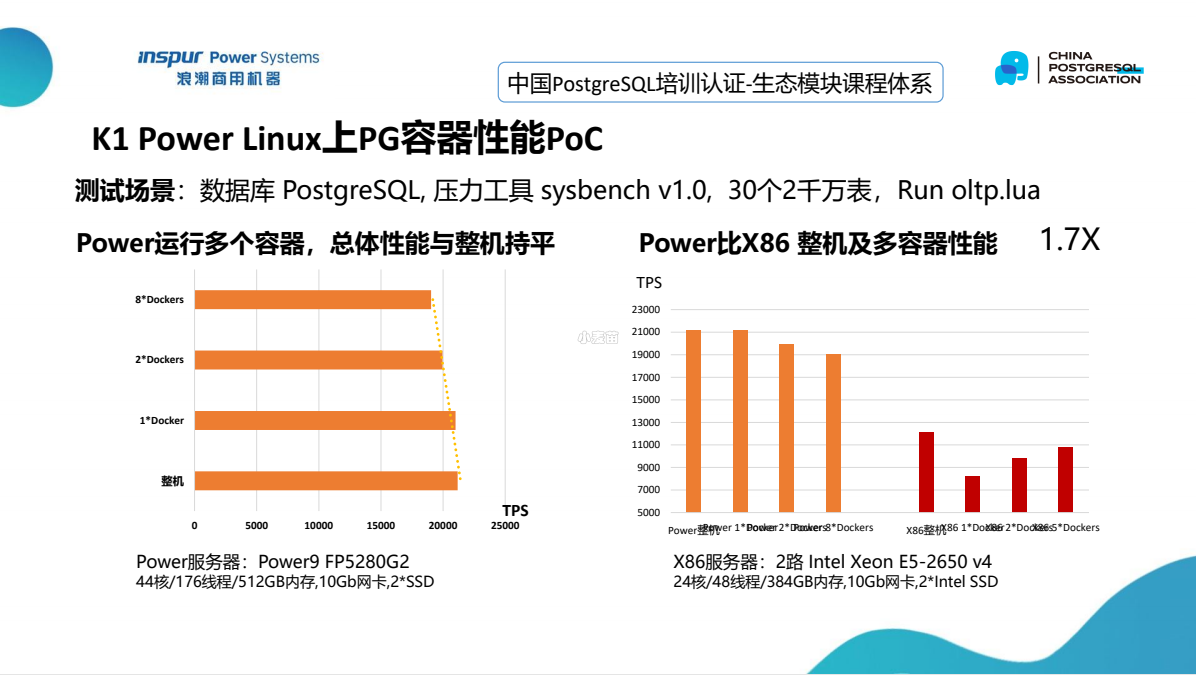 inspur Power Systems
浪潮商用机器
中国PostgreSQL培训认证-生态模块课程体系
CHINA
POSTGRESQL
ASSOCIATION
K1 Power Linux上PG容器性能PoC
测试场景：数据库 PostgreSQL, 压力工具 sysbench v1.0, 30个2千万表，Run oltp.lua
Power运行多个容器，总体性能与整机持平
8*Dockers
2*Dockers
1*Docker
整机
TPS
0 5000 10000 15000 20000 25000
Power服务器：Power9 FP5280G2
44核/176线程/512GB内存,10Gb网卡,2*SSD
小麦苗
Power比X86 整机及多容器性能 1.7X
TPS
23000
21000
19000
17000
15000
13000
11000
9000
7000
5000
Power整机 Power 1*Docker Power 2*Dockers Power 8*Dockers X86整机 X86 1*Docker X86 2*Dockers X86 5*Dockers
X86服务器：2路 Intel Xeon E5-2650 v4
24核/48线程/384GB内存,10Gb网卡,2*Intel SSD